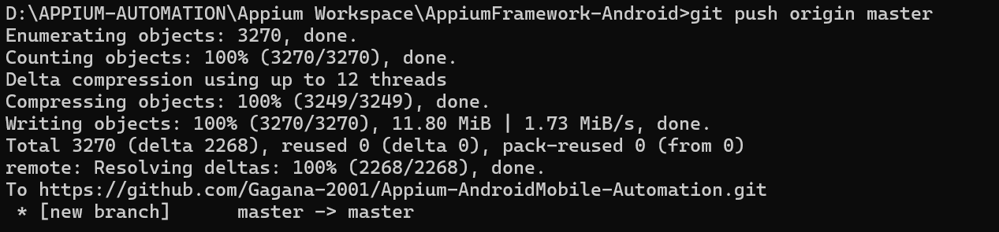 D:\APPIUM-AUTOMATION\Appium Workspace\AppiumFramework-Android>git push origin master
Enumerating objects: 3270, done.
Counting objects: 100% (3270/3270), done.
Delta compression using up to 12 threads
Compressing objects: 100% (3249/3249), done.
Writing objects: 100% (3270/3270), 11.80 MiB | 1.73 MiB/s, done.
Total 3270 (delta 2268), reused 0 (delta 0), pack-reused 0 (from 0)
remote: Resolving deltas: 100% (2268/2268), done.
To https://github.com/Gagana-2001/Appium-AndroidMobile-Automation.git
 * [new branch]      master -> master